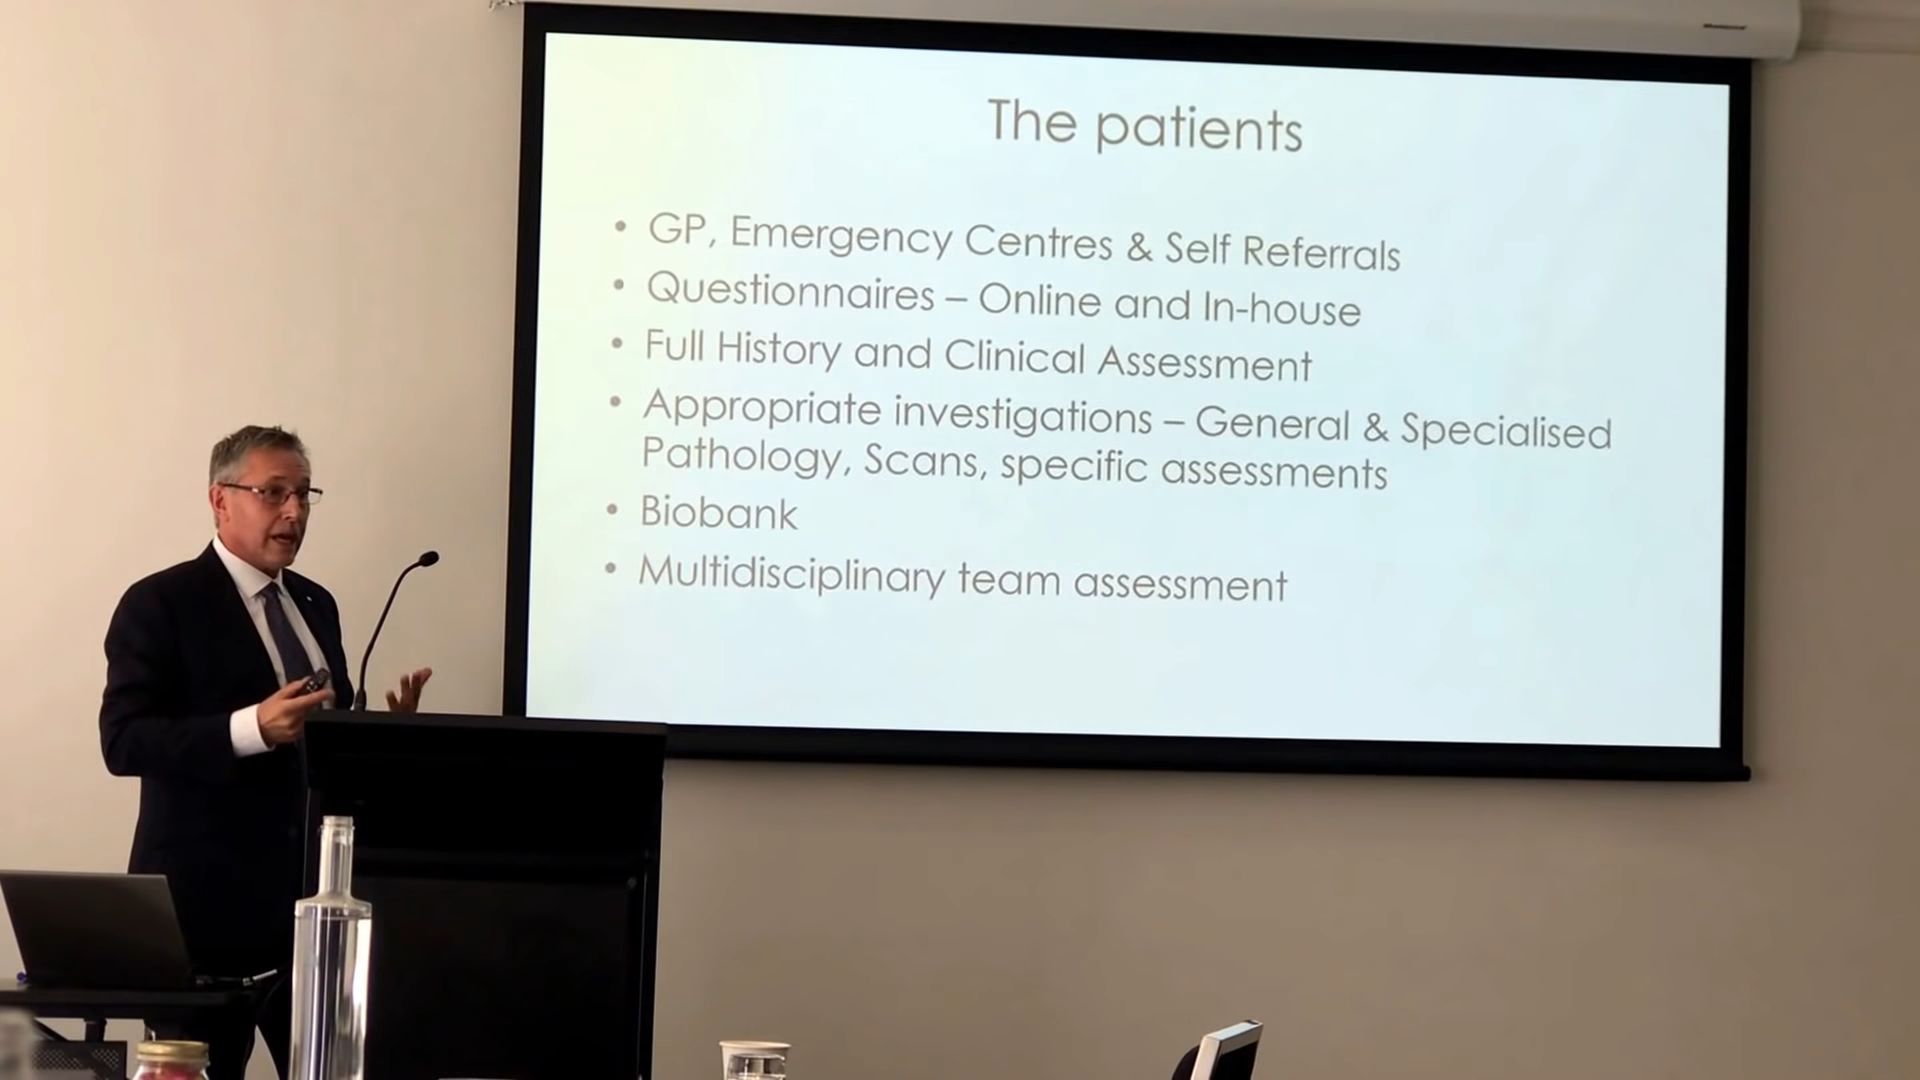 The patients
• GP, Emergency Centres & Self Referrals
• Questionnaires – Online and In-house
• Full History and Clinical Assessment
• Appropriate investigations – General & Specialised
Pathology, Scans, specific assessments
• Biobank
• Multidisciplinary team assessment